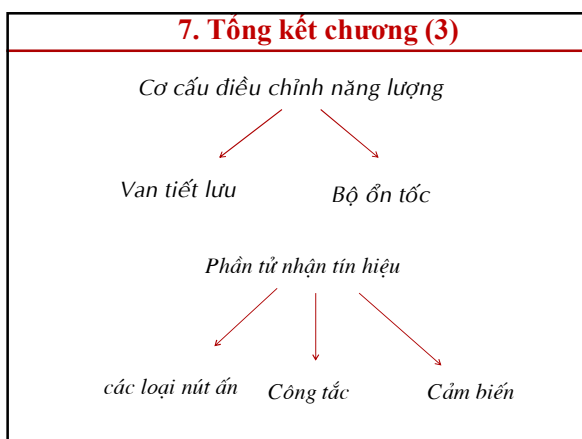 7. Tổng kết chương (3)
Cơ cấu điều chỉnh năng lượng
Van tiết lưu Bộ ổn tốc
Phần tử nhận tín hiệu
các loại nút ấn Công tắc Cảm biến